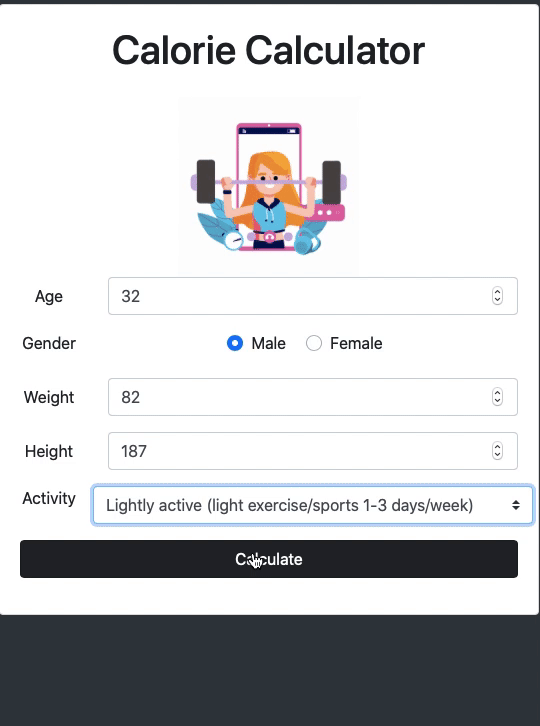 Calorie Calculator
Age 32
Gender Male Female
Weight 82
Height 187
Activity Lightly active (light exercise/sports 1-3 days/week)
Calculate